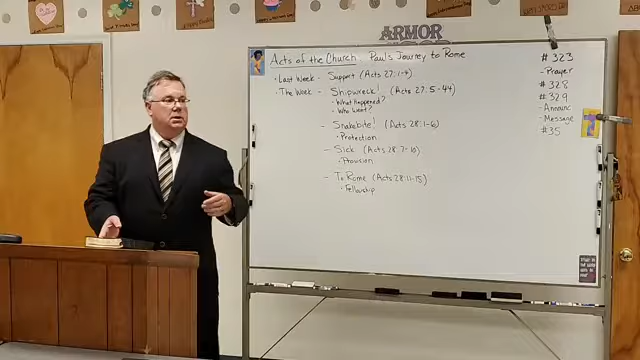 ARMOR
Acts of the Church Paul's Journey to Rome
• Last Week - Support (Acts 27:1-4)
• This Week - Shipwreck! (Acts 27:5-44)
• What Happened?
• Who Went?
- Snakebite! (Acts 28:1-6)
• Protection
- Sick (Acts 28:7-10)
• Provision
- To Rome (Acts 28:11-15)
• Fellowship
# 323
- Prayer
# 328
# 329
- Announc
- Message
# 35